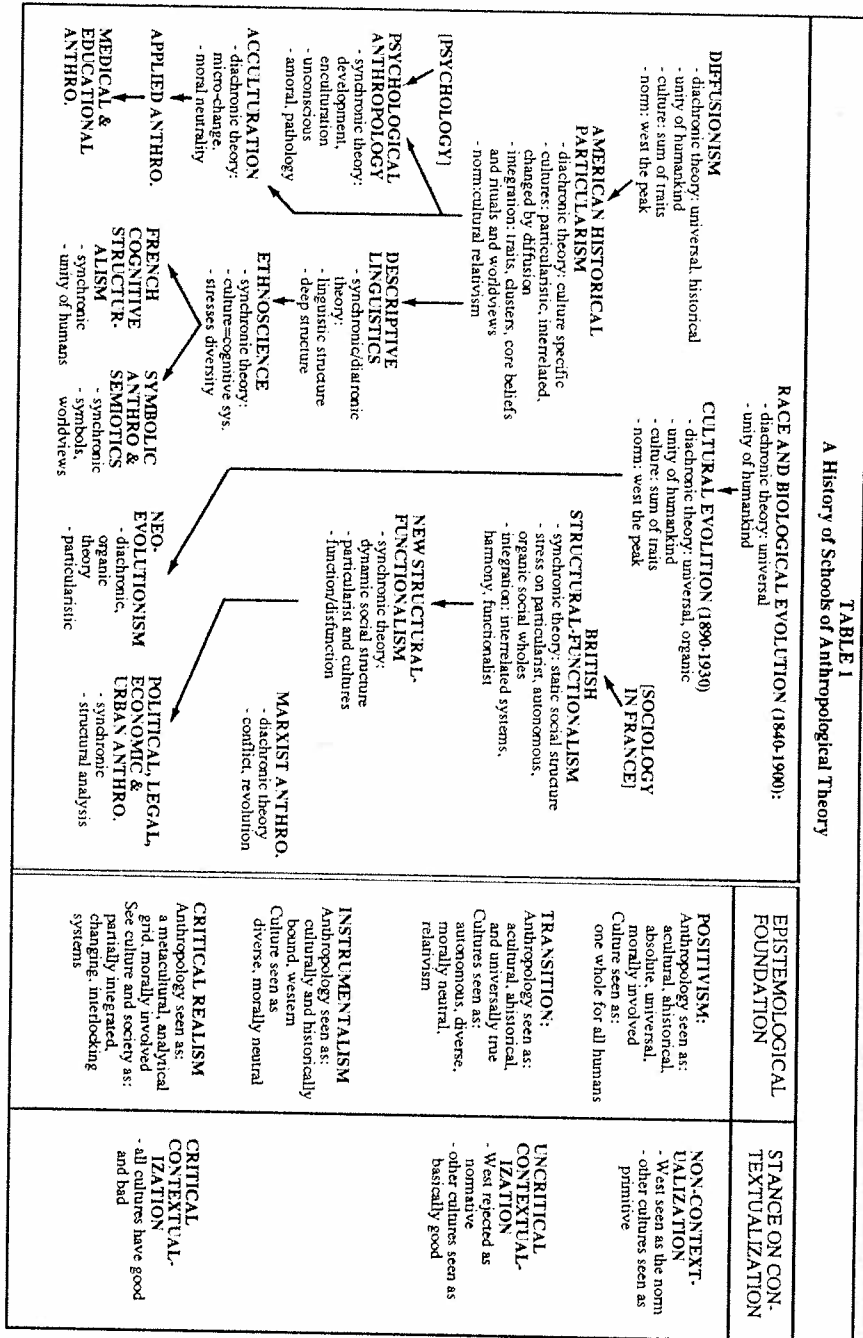 TABLE 1
A History of Schools of Anthropological Theory
RACE AND BIOLOGICAL EVOLUTION (1840-1900):
- diachronic theory: universal
- unity of humankind
DIFFUSIONISM
- diachronic theory: universal, historical
- unity of humankind
- culture: sum of traits
- norm: west the peak
CULTURAL EVOLITION (1890-1930)
- diachronic theory: universal, organic
- unity of humankind
- culture: sum of traits
- norm: west the peak
[SOCIOLOGY
IN FRANCE]
AMERICAN HISTORICAL
PARTICULARISM
- diachronic theory: culture specific
- cultures: particularistic, interrelated,
changed by diffusion
- integration: traits, clusters, core beliefs
and rituals and worldviews
- norm:cultural relativism
BRITISH
STRUCTURAL-FUNCTIONALISM
- synchronic theory: static social structure
- stress on particularist, autonomous,
organic social wholes
- integration: interrelated systems,
harmony, functionalist
[PSYCHOLOGY]
PSYCHOLOGICAL
ANTHROPOLOGY
- synchronic theory:
development,
enculturation
- unconscious
- amoral, pathology
DESCRIPTIVE
LINGUISTICS
- synchronic/diatronic
theory:
- linguistic structure
- deep structure
NEW STRUCTURAL-
FUNCTIONALISM
- synchronic theory:
dynamic social structure
- particularist and cultures
- function/disfunction
ACCULTURATION
- diachronic theory:
micro-change,
- moral neutrality
ETHNOSCIENCE
- synchronic theory:
- culture=cognitive sys.
- stresses diversity
MARXIST ANTHRO.
- diachronic theory
- conflict, revolution
APPLIED ANTHRO.
MEDICAL &
EDUCATIONAL
ANTHRO.
FRENCH
COGNITIVE
STRUCTUR-
ALISM
- synchronic
- unity of humans
SYMBOLIC
ANTHRO &
SEMIOTICS
- synchronic
- symbols,
worldviews
NEO-
EVOLUTIONISM
- diachronic,
organic
theory
- particularistic
POLITICAL, LEGAL,
ECONOMIC &
URBAN ANTHRO.
- synchronic
- structural analysis
EPISTEMOLOGICAL
FOUNDATION
POSITIVISM:
Anthropology seen as:
acultural, ahistorical,
absolute, universal,
morally involved
Culture seen as:
one whole for all humans
TRANSITION:
Anthropology seen as:
acultural, ahistorical,
and universally true
Cultures seen as:
autonomous, diverse,
morally neutral,
relativism
INSTRUMENTALISM
Anthropology seen as:
culturally and historically
bound, western
Culture seen as
diverse, morally neutral
CRITICAL REALISM
Anthropology seen as:
a metacultural, analytical
grid, morally involved
See culture and society as:
partially integrated,
changing, interlocking
systems
STANCE ON CON-
TEXTUALIZATION
NON-CONTEXT-
UALIZATION
- West seen as the norm
- other cultures seen as
primitive
UNCRITICAL
CONTEXTUAL-
IZATION
- West rejected as
normative
- other cultures seen as
basically good
CRITICAL
CONTEXTUAL-
IZATION
- all cultures have good
and bad